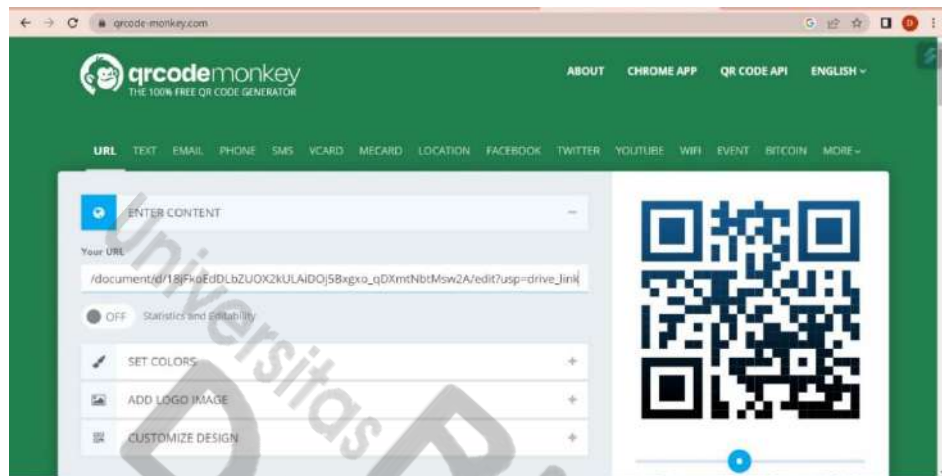 qrcode-monkey.com
qrcodemonkey
THE 100% FREE QR CODE GENERATOR
ABOUT CHROME APP QR CODE API ENGLISH
URL TEXT EMAIL PHONE SMS VCARD MECARD LOCATION FACEBOOK TWITTER YOUTUBE WIFI EVENT BITCOIN MORE
ENTER CONTENT
Your URL
/edit?usp=drive_link
OFF Statistics and Editability
SET COLORS
ADD LOGO IMAGE
CUSTOMIZE DESIGN
Universitas